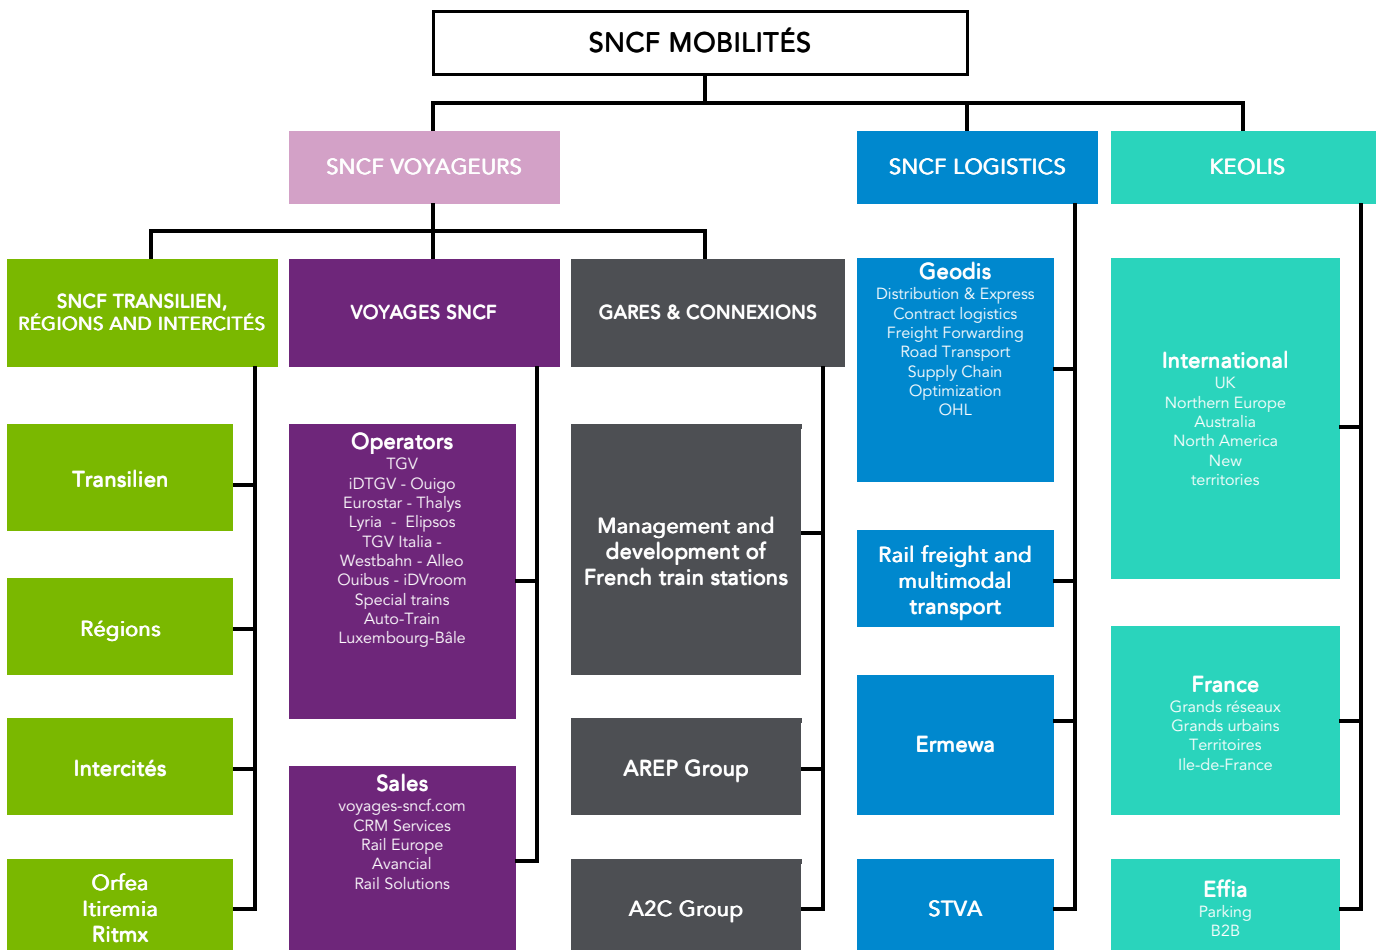 SNCF MOBILITÉS
SNCF VOYAGEURS
SNCF LOGISTICS
KEOLIS
SNCF TRANSILIEN,
RÉGIONS AND INTERCITÉS
VOYAGES SNCF
GARES & CONNEXIONS
Transilien
Régions
Intercités
Orfea
Itiremia
Ritmx
Operators
TGV
iDTGV - Ouigo
Eurostar - Thalys
Lyria - Elipsos
TGV Italia -
Westbahn - Alleo
Ouibus - iDVroom
Special trains
Auto-Train
Luxembourg-Bâle
Sales
voyages-sncf.com
CRM Services
Rail Europe
Avancial
Rail Solutions
Management and
development of
French train stations
AREP Group
A2C Group
Geodis
Distribution & Express
Contract logistics
Freight Forwarding
Road Transport
Supply Chain
Optimization
OHL
Rail freight and
multimodal
transport
Ermewa
STVA
International
UK
Northern Europe
Australia
North America
New
territories
France
Grands réseaux
Grands urbains
Territoires
Ile-de-France
Effia
Parking
B2B